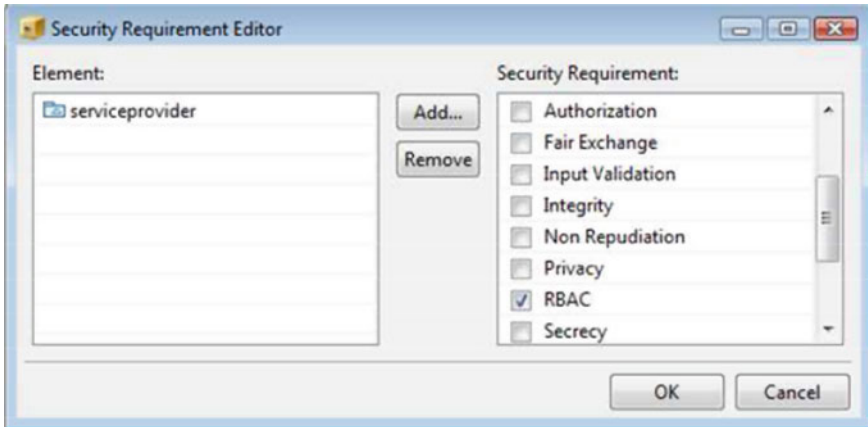 Security Requirement Editor
Element:
Security Requirement:
serviceprovider
Add...
Remove
Authorization
Fair Exchange
Input Validation
Integrity
Non Repudiation
Privacy
RBAC
Secrecy
OK
Cancel